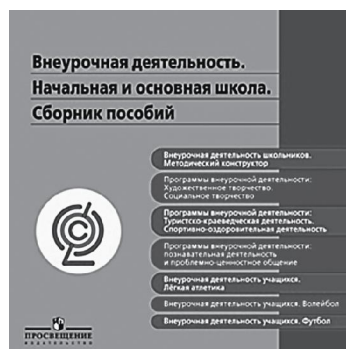 Внеурочная деятельность.
Начальная и основная школа.
Сборник пособий
Внеурочная деятельность школьников.
Методический конструктор
Программы внеурочной деятельности:
Художественное творчество.
Социальное творчество
Программы внеурочной деятельности:
Туристско-краеведческая деятельность.
Спортивно-оздоровительная деятельность
Программы внеурочной деятельности:
познавательная деятельность
и проблемно-ценностное общение
Внеурочная деятельность учащихся.
Лёгкая атлетика
Внеурочная деятельность учащихся. Волейбол
Внеурочная деятельность учащихся. Футбол
ПРОСВЕЩЕНИЕ